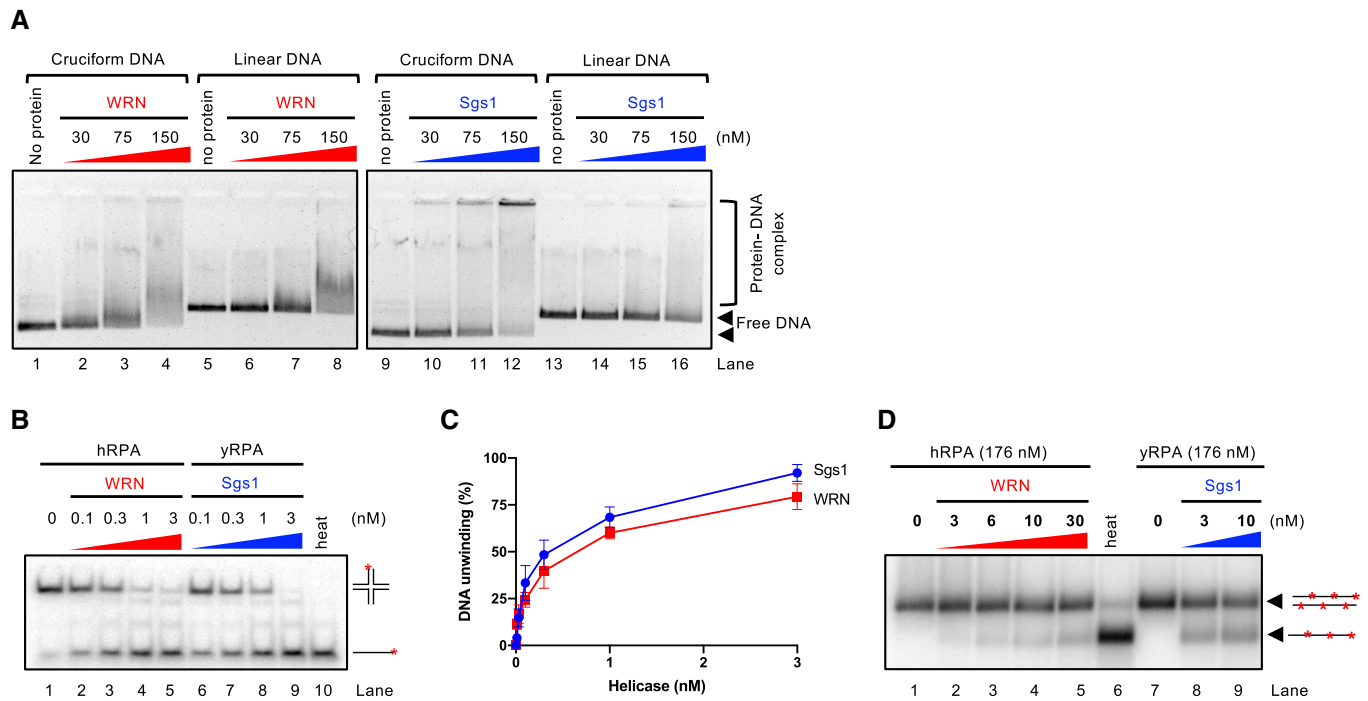 A
Cruciform DNA Linear DNA Cruciform DNA Linear DNA
No protein WRN no protein WRN no protein Sgs1 no protein Sgs1
30 75 150 30 75 150 30 75 150 30 75 150 (nM)
Protein- DNA
complex
Free DNA
1 2 3 4 5 6 7 8 9 10 11 12 13 14 15 16 Lane
B
hRPA yRPA
WRN Sgs1
0 0.1 0.3 1 3 0.1 0.3 1 3 heat (nM)
*
*
1 2 3 4 5 6 7 8 9 10 Lane
C
DNA unwinding (%)
100
75
50
25
0
Sgs1
WRN
0 1 2 3
Helicase (nM)
D
hRPA (176 nM) yRPA (176 nM)
WRN Sgs1
0 3 6 10 30 heat 0 3 10 (nM)
* * *
* * *
* * *
1 2 3 4 5 6 7 8 9 Lane